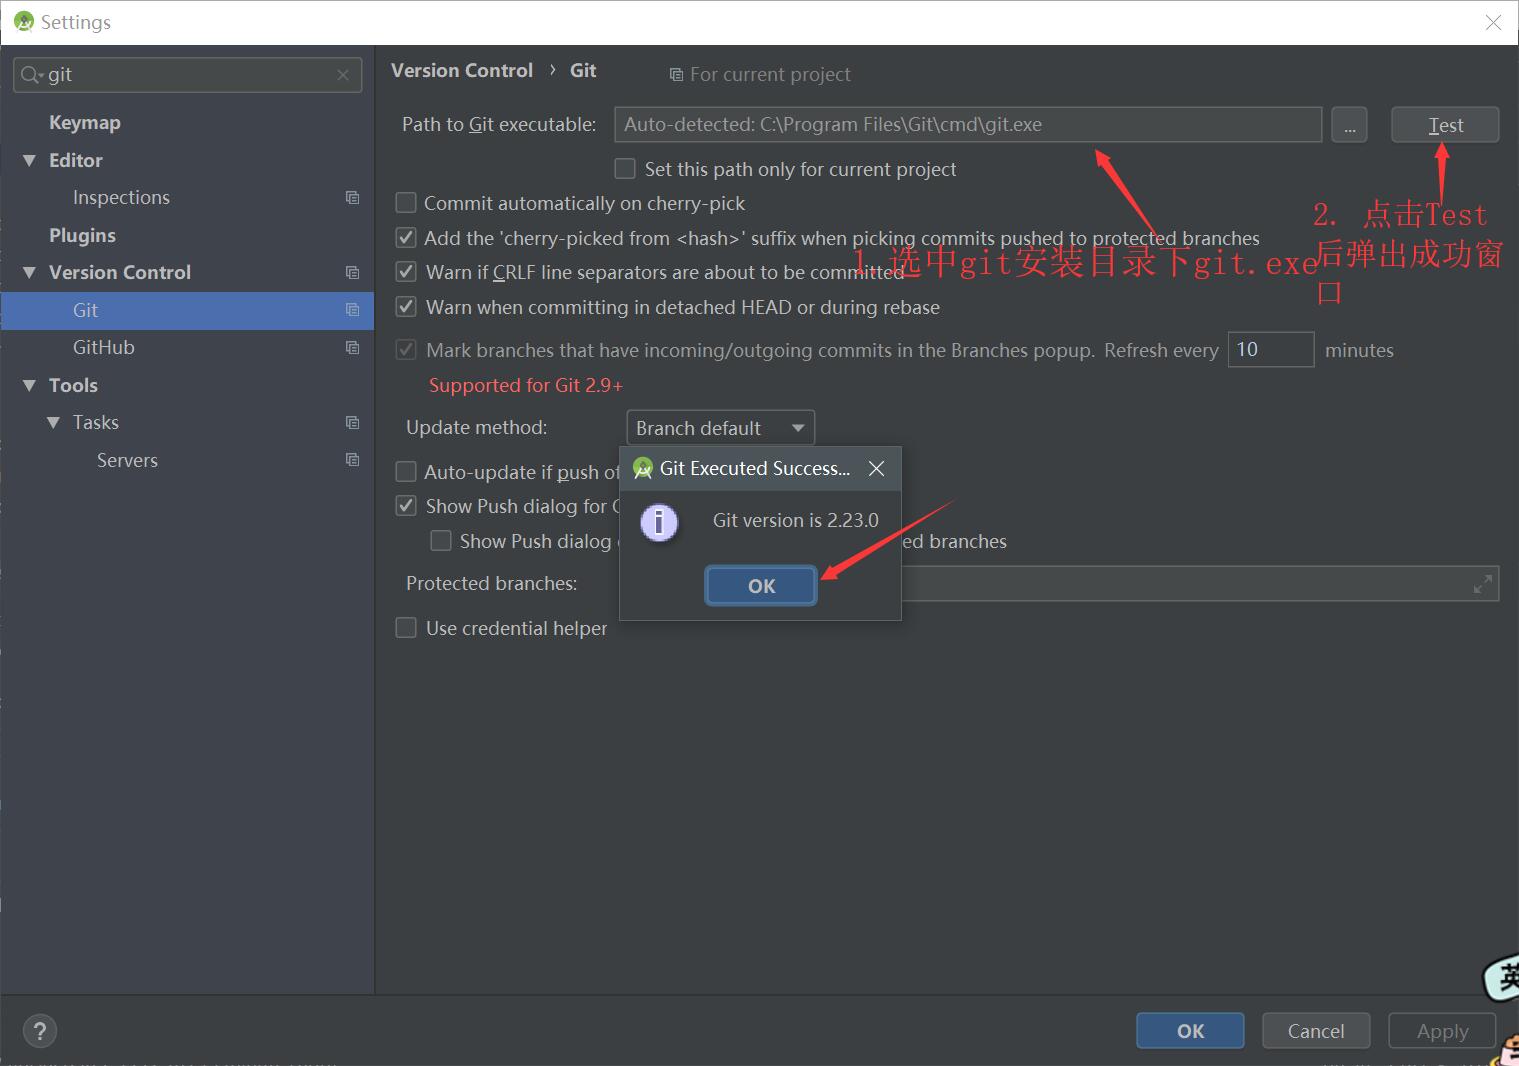 Settings
git
Version Control › Git
For current project
Keymap
Path to Git executable:
Auto-detected: C:\Program Files\Git\cmd\git.exe
...
Test
Editor
Set this path only for current project
Inspections
Commit automatically on cherry-pick
Plugins
Add the 'cherry-picked from <hash>' suffix when picking commits pushed to protected branches
Version Control
Warn if CRLF line separators are about to be committed
1.选中git安装目录下git.exe
2. 点击Test
后弹出成功窗
口
Git
Warn when committing in detached HEAD or during rebase
GitHub
Mark branches that have incoming/outgoing commits in the Branches popup. Refresh every 10 minutes
Tools
Supported for Git 2.9+
Tasks
Update method:
Branch default
Servers
Auto-update if push of
Git Executed Success...
Show Push dialog for
Git version is 2.23.0
Show Push dialog
ed branches
Protected branches:
OK
Use credential helper
英
?
OK
Cancel
Apply